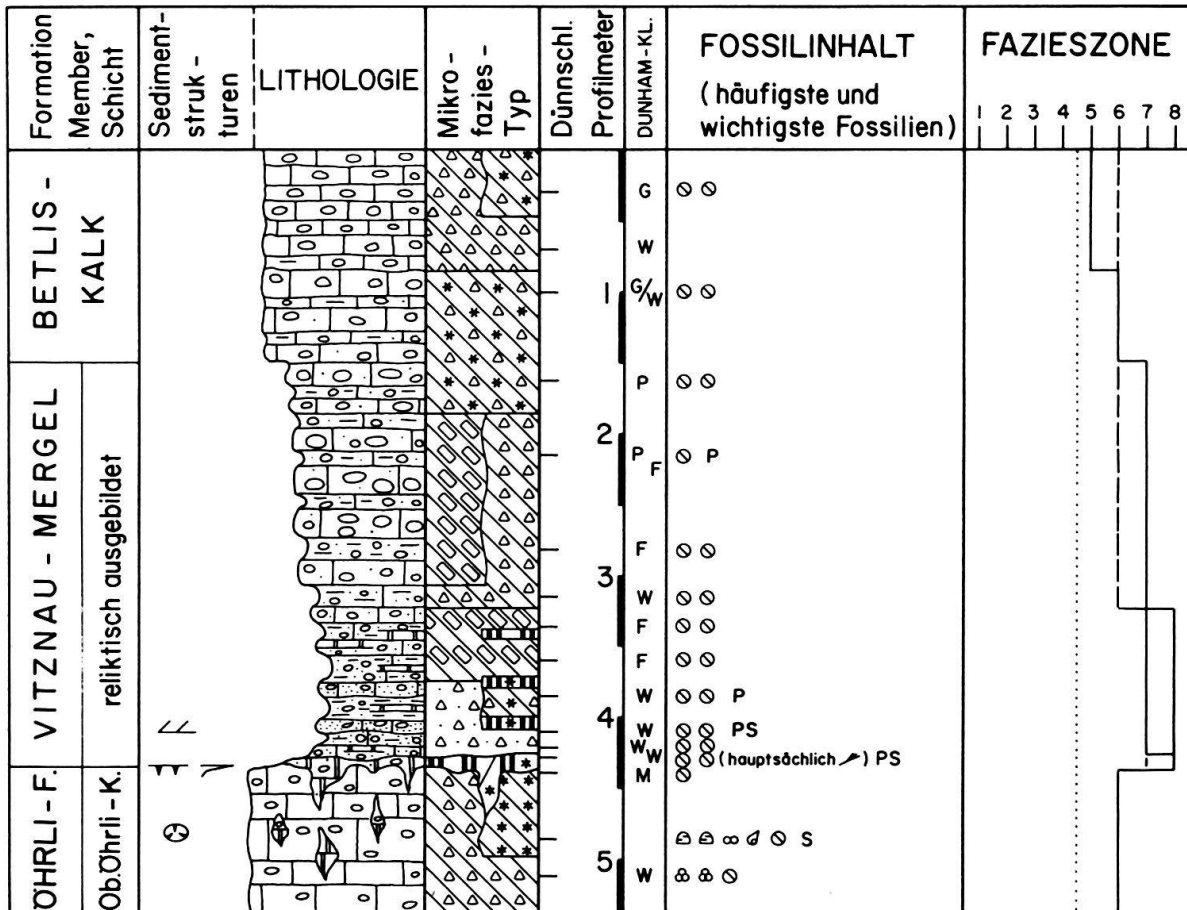 Formation
Member,
Schicht
Sediment-
struk-
turen
LITHOLOGIE
Mikro-
fazies-
Typ
Dünnschl.
Profilmeter
DUNHAM-KL.
FOSSILINHALT
(häufigste und
wichtigste Fossilien)
FAZIESZONE
1 2 3 4 5 6 7 8
BETLIS-
KALK
VITZNAU-MERGEL
reliktisch ausgebildet
ÖHRLI-F.
Ob.Öhrli-K.
1
2
3
4
5
G
W
G/W
P
P F
P
F
W
F
F
W
P
W
PS
W
W
(hauptsächlich ) PS
M
S
W